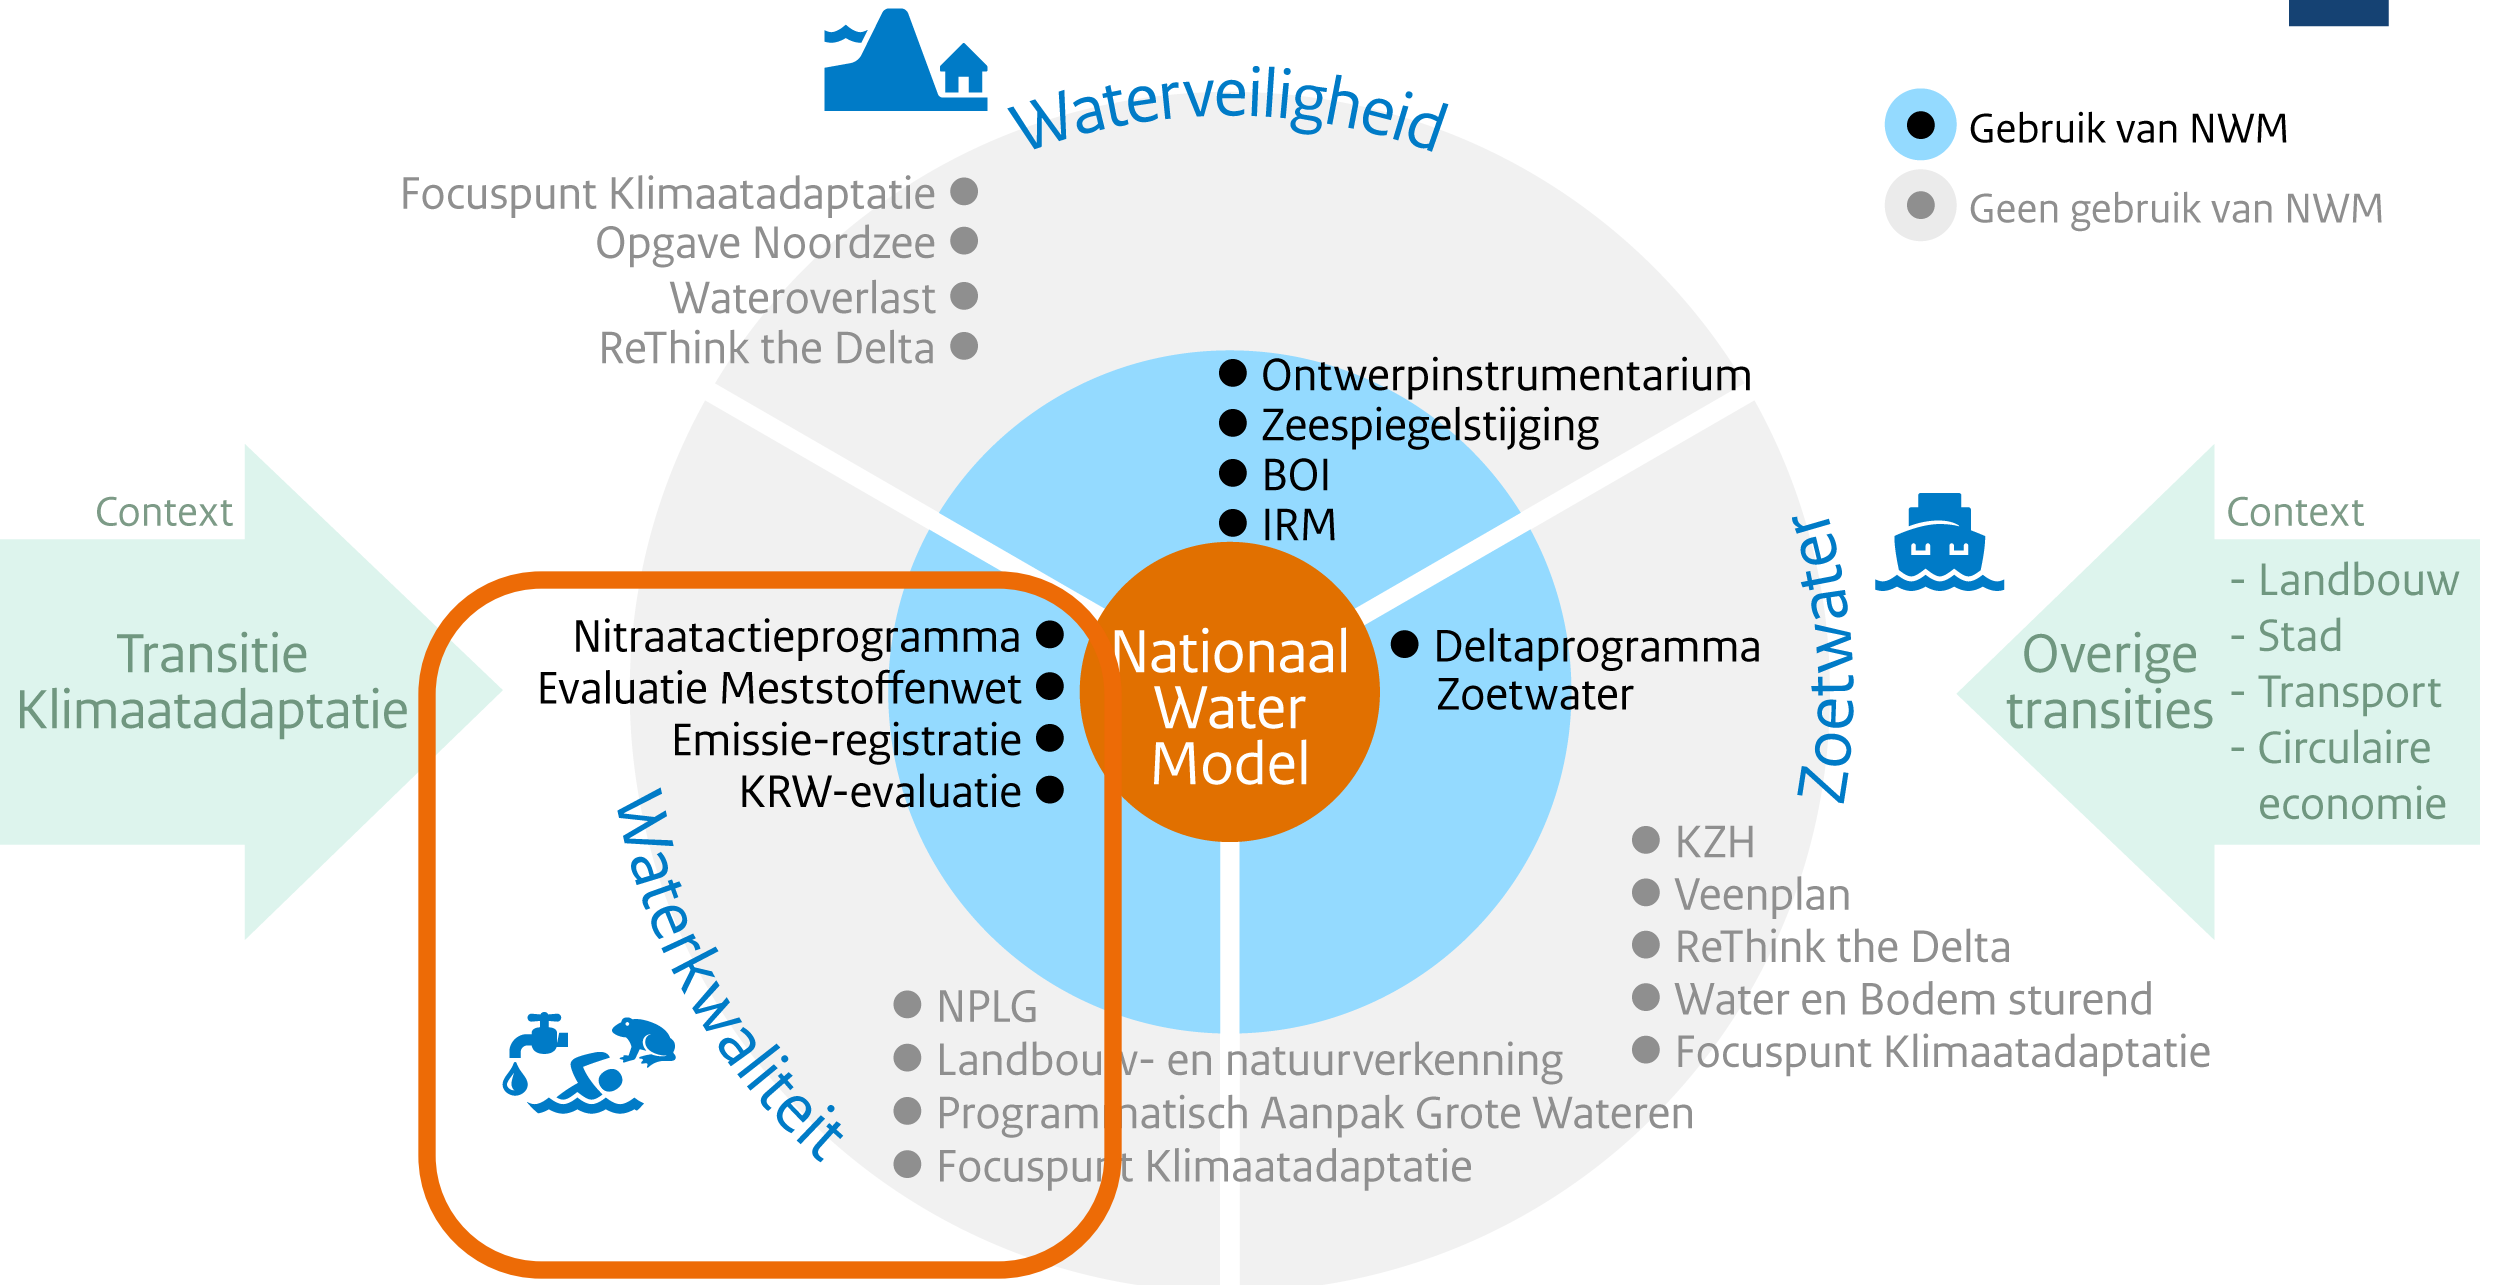 Waterveiligheid
Gebruik van NWM
Geen gebruik van NWM
Focuspunt Klimaatadaptatie
Opgave Noordzee
Wateroverlast
ReThink the Delta
Ontwerpinstrumentarium
Zeespiegelstijging
BOI
IRM
Context
Transitie
Klimaatadaptatie
Nitraatactieprogramma
Evaluatie Meststoffenwet
Emissie-registratie
KRW-evaluatie
Nationaal
Water
Model
Deltaprogramma
Zoetwater
Zoetwater
Context
Overige
transities
- Landbouw
- Stad
- Transport
- Circulaire
economie
Waterkwaliteit
NPLG
Landbouw- en natuurverkenning
Programmatisch Aanpak Grote Wateren
Focuspunt Klimaatadaptatie
KZH
Veenplan
ReThink the Delta
Water en Bodem sturend
Focuspunt Klimaatadaptatie